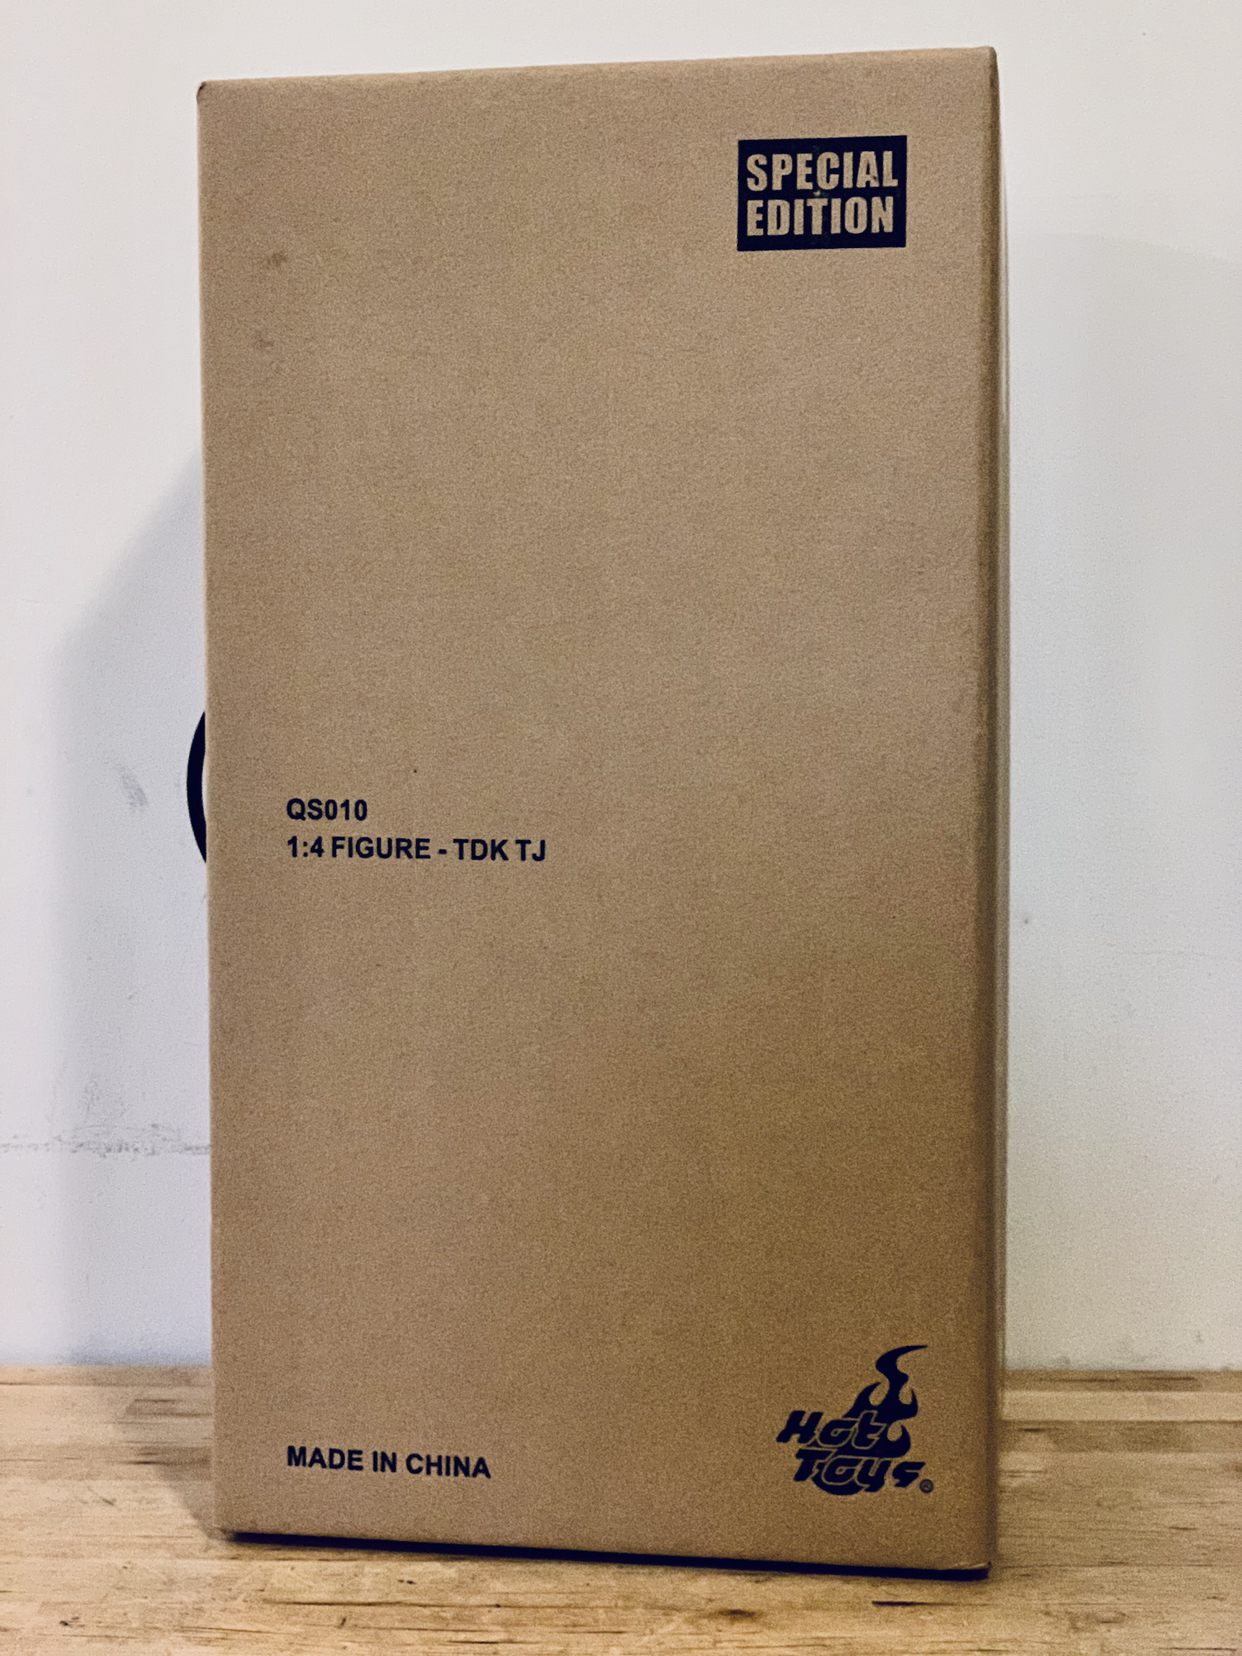 SPECIAL
EDITION
QS010
1:4 FIGURE - TDK TJ
MADE IN CHINA
Hot
Toys®